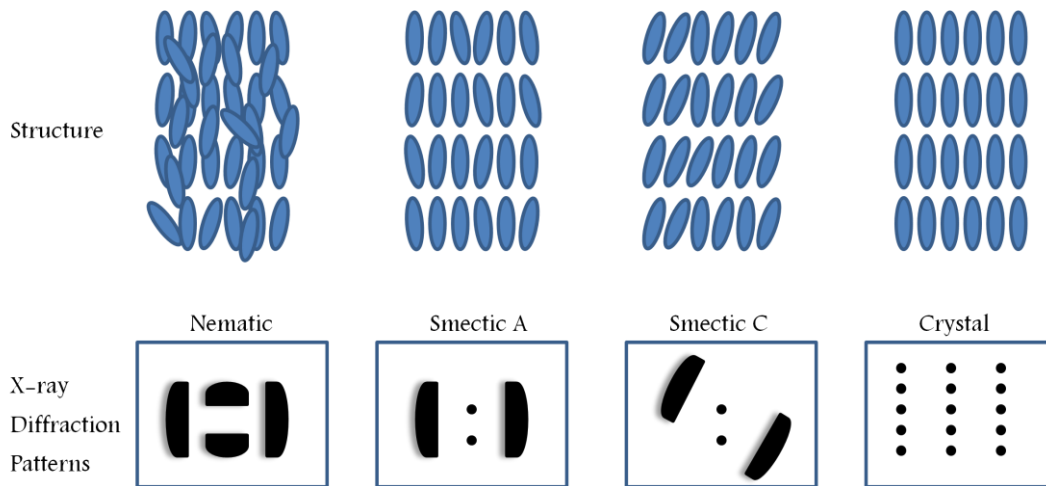 Structure
Nematic
Smectic A
Smectic C
Crystal
X-ray
Diffraction
Patterns